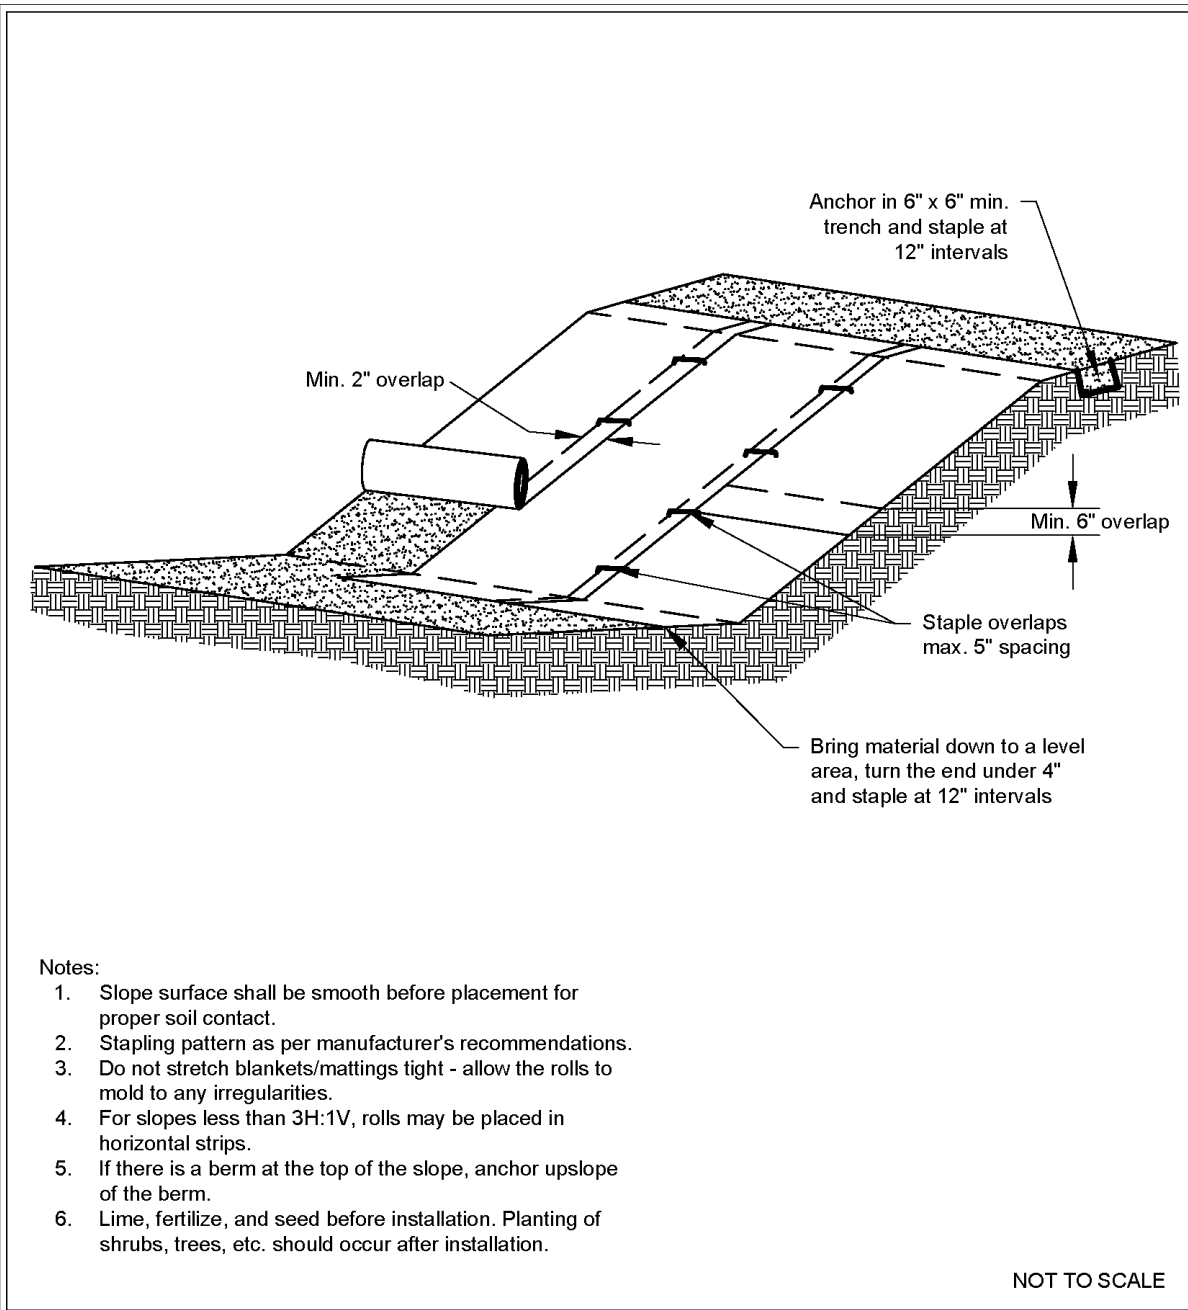 Anchor in 6" x 6" min.
trench and staple at
12" intervals
Min. 2" overlap
Min. 6" overlap
Staple overlaps
max. 5" spacing
Bring material down to a level
area, turn the end under 4"
and staple at 12" intervals
Notes:
1. Slope surface shall be smooth before placement for
proper soil contact.
2. Stapling pattern as per manufacturer's recommendations.
3. Do not stretch blankets/mattings tight - allow the rolls to
mold to any irregularities.
4. For slopes less than 3H:1V, rolls may be placed in
horizontal strips.
5. If there is a berm at the top of the slope, anchor upslope
of the berm.
6. Lime, fertilize, and seed before installation. Planting of
shrubs, trees, etc. should occur after installation.
NOT TO SCALE